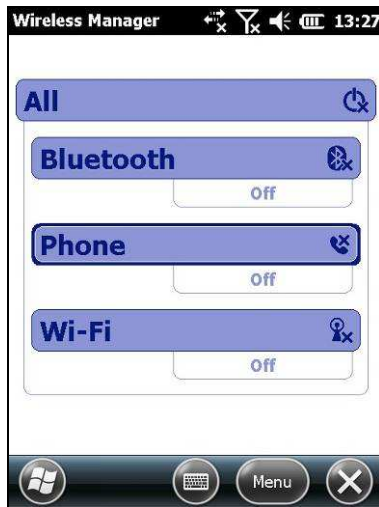 Wireless Manager 13:27
All
Bluetooth
Off
Phone
Off
Wi-Fi
Off
Menu